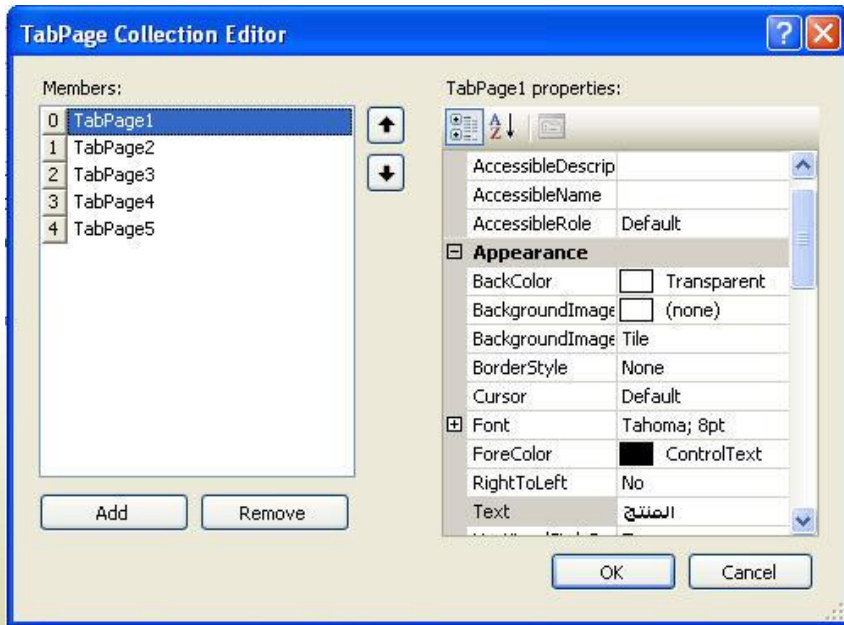 TabPage Collection Editor
Members:
0 TabPage1
1 TabPage2
2 TabPage3
3 TabPage4
4 TabPage5
Add Remove
TabPage1 properties:
AccessibleDescrip
AccessibleName
AccessibleRole Default
Appearance
BackColor Transparent
BackgroundImage (none)
BackgroundImage Tile
BorderStyle None
Cursor Default
Font Tahoma; 8pt
ForeColor ControlText
RightToLeft No
Text المنتج
OK Cancel